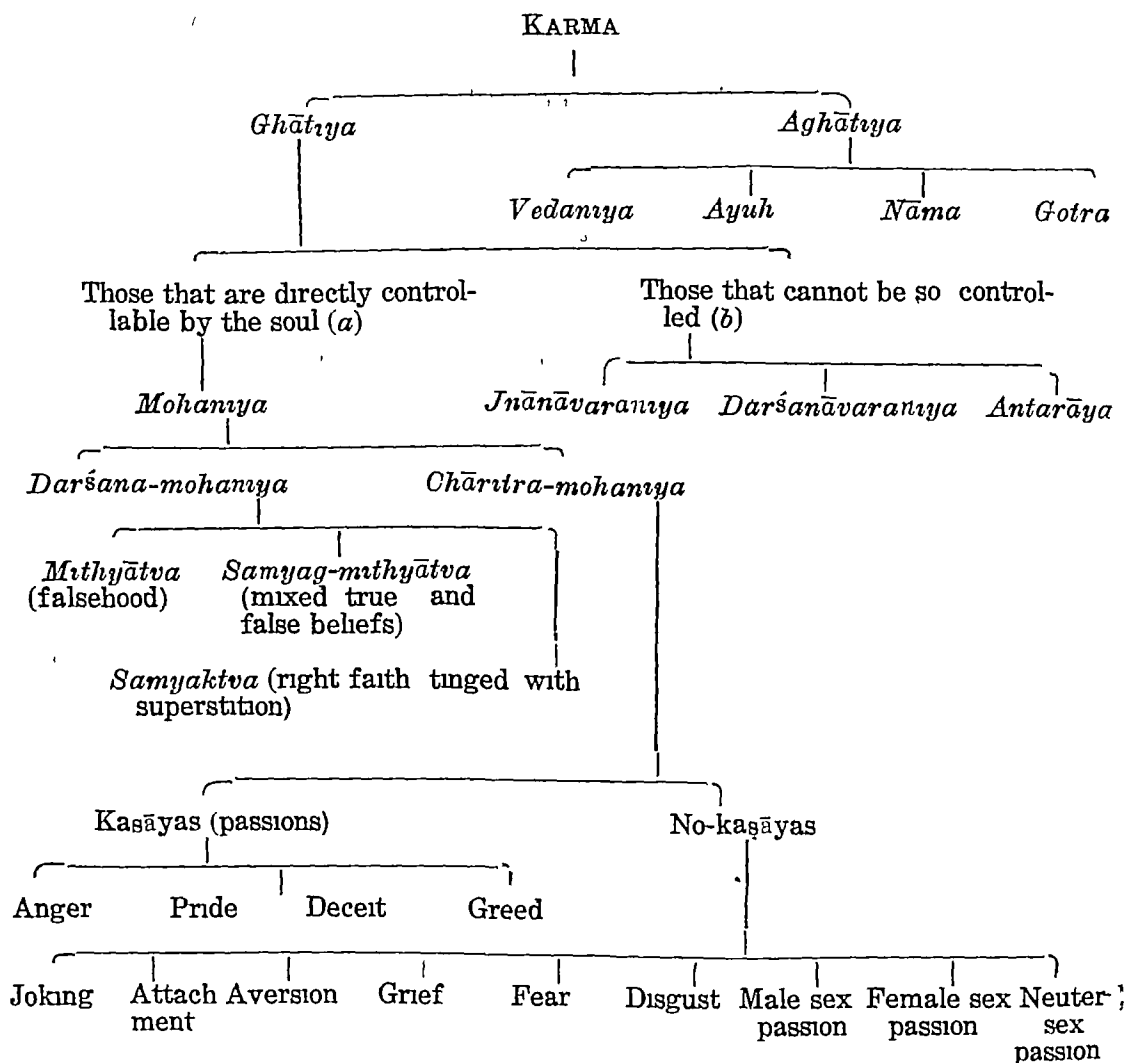 KARMA
Ghātiya Aghātiya
Vedaniya Ayuh Nāma Gotra
Those that are directly control-
lable by the soul (a)
Those that cannot be so control-
led (b)
Mohaniya Jnānāvaraniya Darśanāvaraniya Antarāya
Darśana-mohaniya Chāritra-mohaniya
Mithyātva
(falsehood)
Samyag-mithyātva
(mixed true and
false beliefs)
Samyaktva (right faith tinged with
superstition)
Kasāyas (passions) No-kaṣāyas
Anger Pride Deceit Greed
Joking Attach Aversion Grief Fear Disgust Male sex Female sex Neuter-;
ment passion passion sex
passion